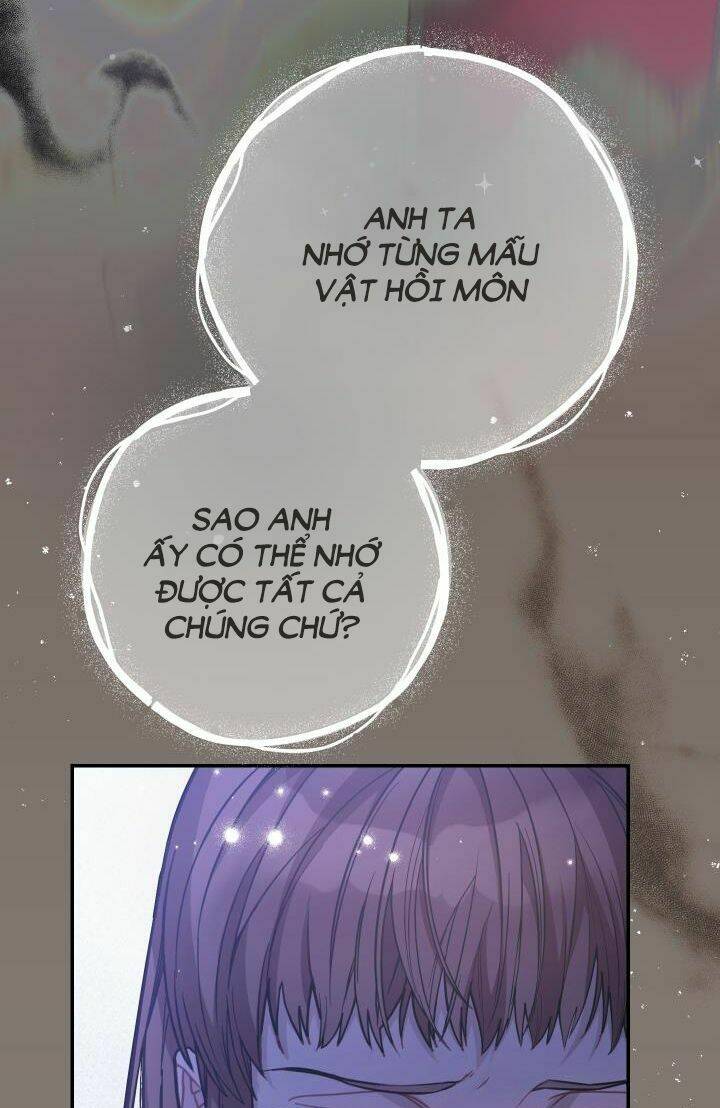 ANH TA
NHỚ TỪNG MẪU
VẬT HỒI MÔN
SAO ANH
ẤY CÓ THỂ NHỚ
ĐƯỢC TẤT CẢ
CHÚNG CHỨ?